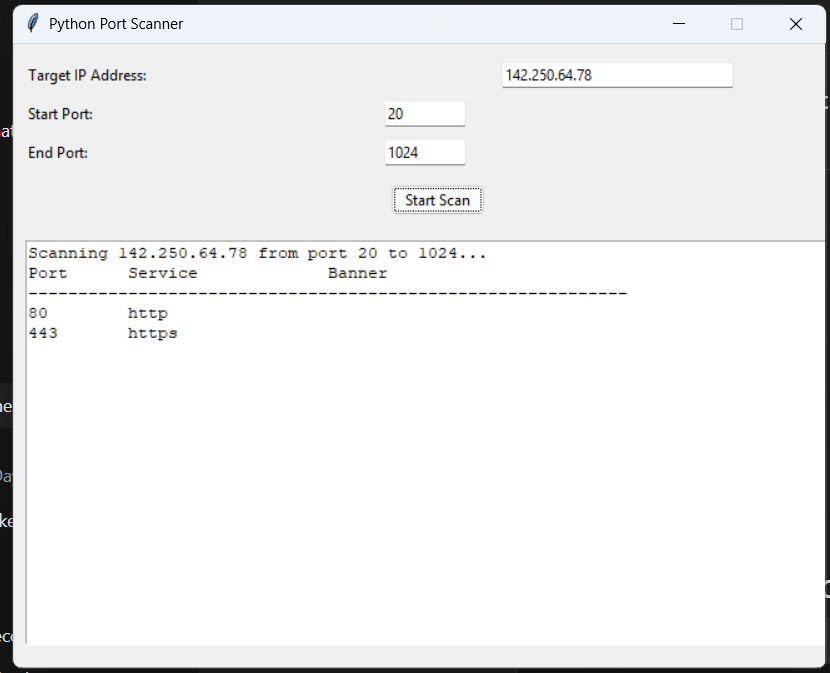 Python Port Scanner
Target IP Address: 142.250.64.78
Start Port: 20
End Port: 1024
Start Scan
Scanning 142.250.64.78 from port 20 to 1024...
Port Service Banner
------------------------------------------------------------
80 http
443 https